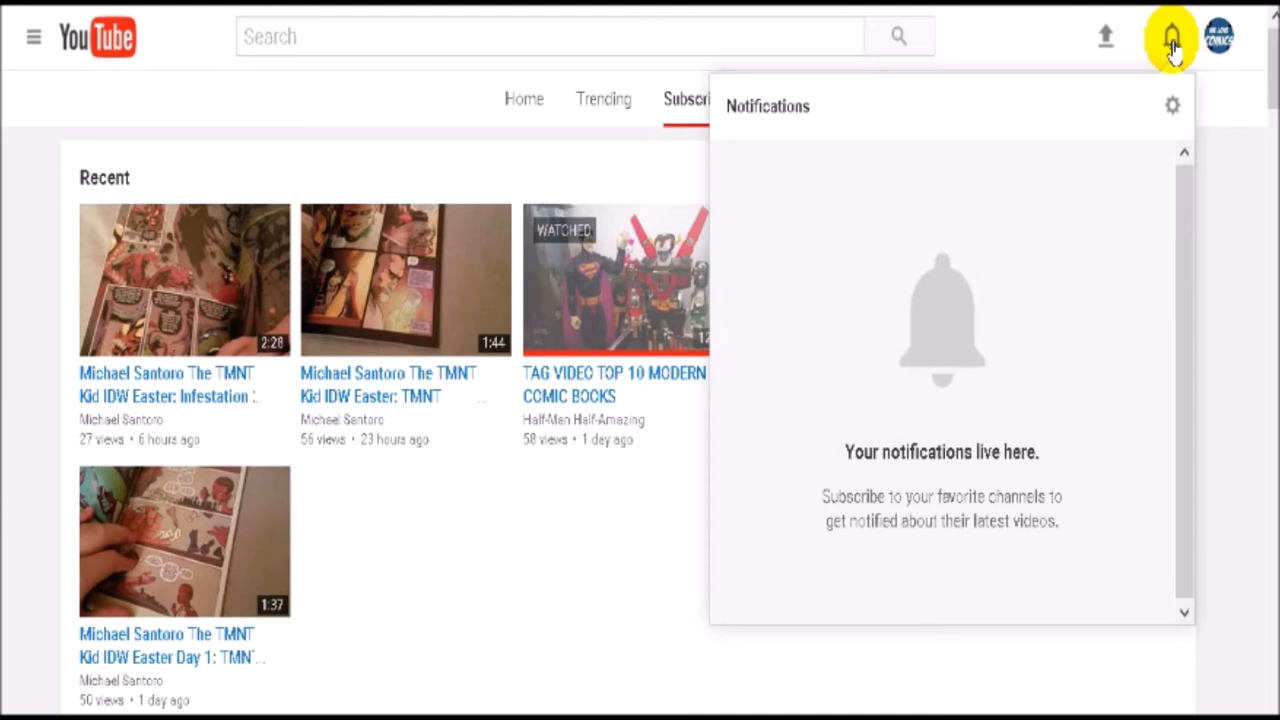 YouTube
Search
WE LOVE
COMICS
Home
Trending
Subscri
Notifications
Recent
WATCHED
2:28
1:44
12
Michael Santoro The TMNT
Kid IDW Easter: Infestation :.
Michael Santoro
27 views • 6 hours ago
Michael Santoro The TMNT
Kid IDW Easter: TMNT ...
Michael Santoro
56 views • 23 hours ago
TAG VIDEO TOP 10 MODERN
COMIC BOOKS
Half-Man Half-Amazing
58 views • 1 day ago
Your notifications live here.
Subscribe to your favorite channels to
get notified about their latest videos.
1:37
Michael Santoro The TMNT
Kid IDW Easter Day 1: TMN'...
Michael Santoro
50 views • 1 day ago